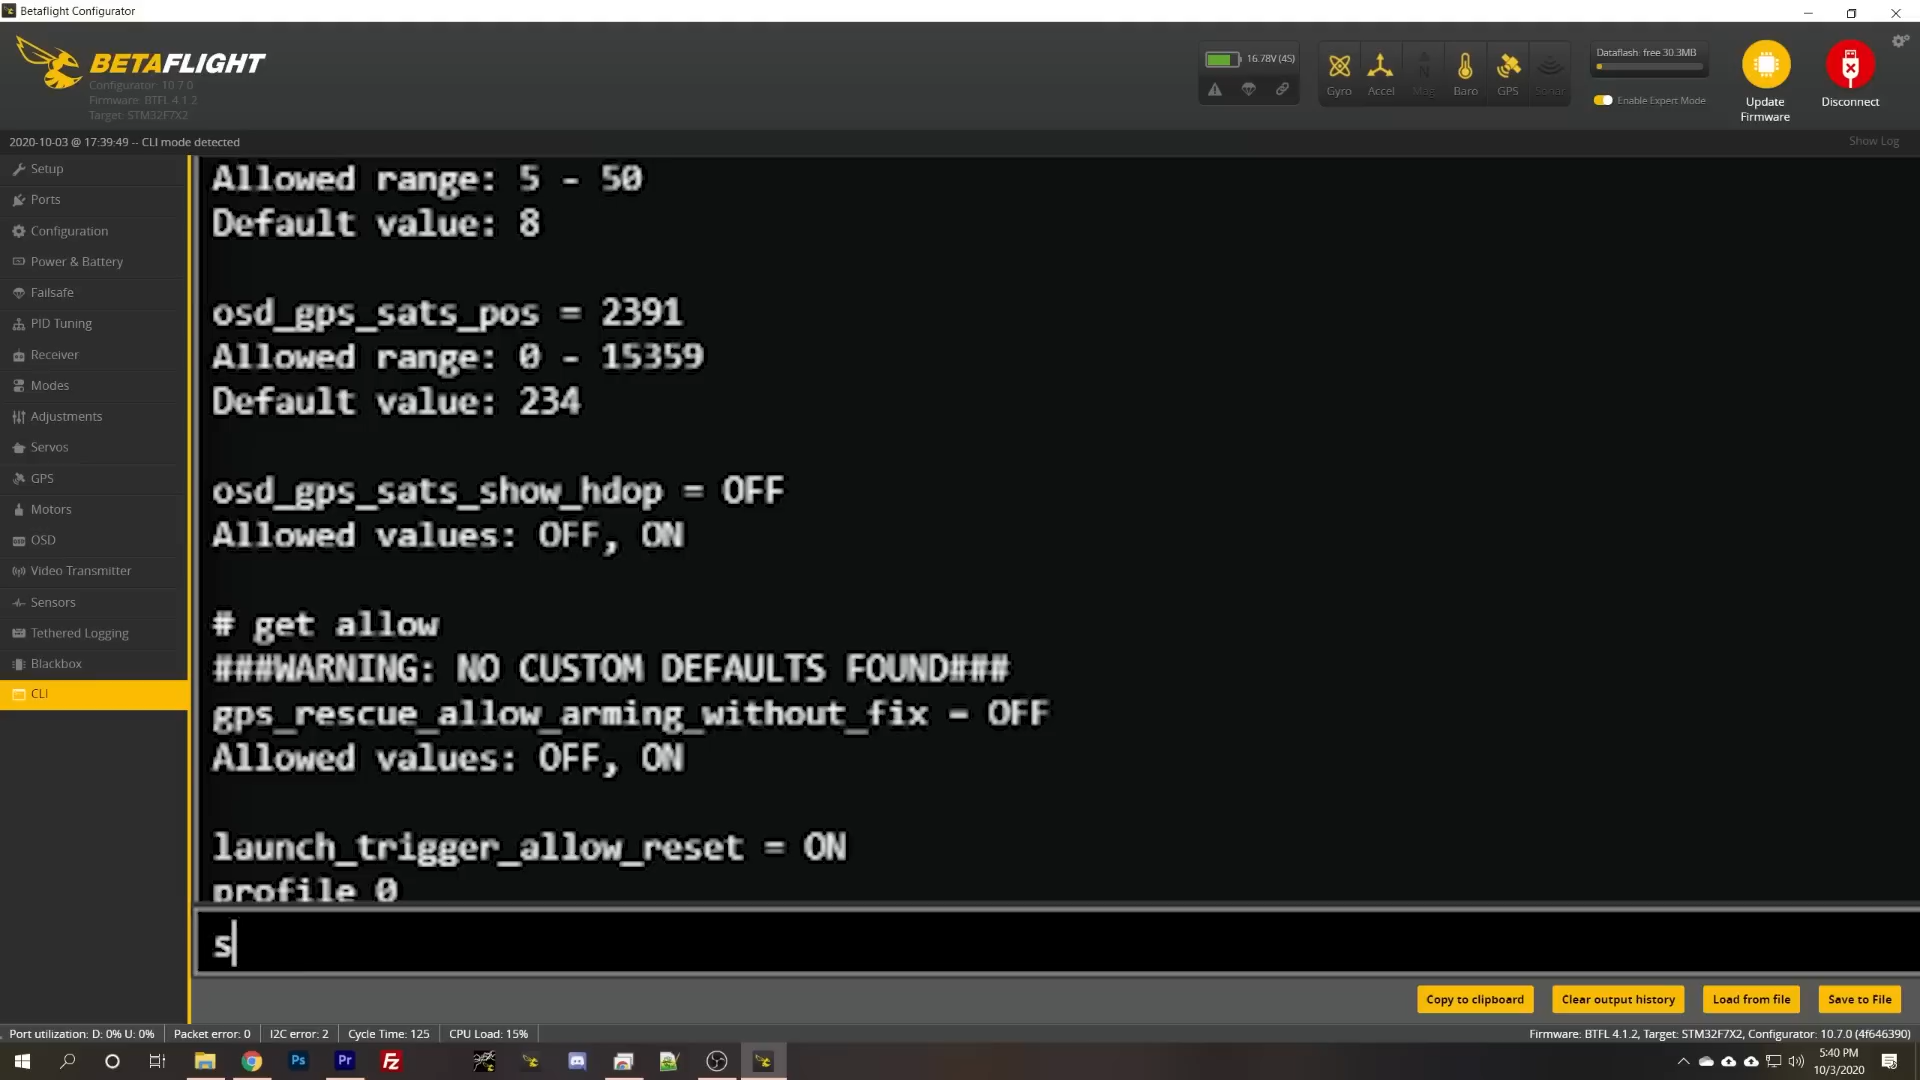 Betaflight Configurator
BETAFLIGHT
Configurator: 10.7.0
Firmware: BTFL 4.1.2
Target: STM32F7X2
16.78V (4S)
Gyro
Accel
Mag
Baro
GPS
Sonar
Dataflash: free 30.3MB
Enable Expert Mode
Update
Firmware
Disconnect
2020-10-03 @ 17:39:49 -- CLI mode detected
Show Log
Setup
Ports
Configuration
Power & Battery
Failsafe
PID Tuning
Receiver
Modes
Adjustments
Servos
GPS
Motors
OSD
Video Transmitter
Sensors
Tethered Logging
Blackbox
CLI
Allowed range: 5 - 50
Default value: 8
osd_gps_sats_pos = 2391
Allowed range: 0 - 15359
Default value: 234
osd_gps_sats_show_hdop = OFF
Allowed values: OFF, ON
# get allow
###WARNING: NO CUSTOM DEFAULTS FOUND###
gps_rescue_allow_arming_without_fix = OFF
Allowed values: OFF, ON
launch_trigger_allow_reset = ON
profile 0
s
Copy to clipboard
Clear output history
Load from file
Save to File
Port utilization: D: 0% U: 0%
Packet error: 0
I2C error: 2
Cycle Time: 125
CPU Load: 15%
Firmware: BTFL 4.1.2, Target: STM32F7X2, Configurator: 10.7.0 (4f646390)
Ps
Pr
Fz
5:40 PM
10/3/2020